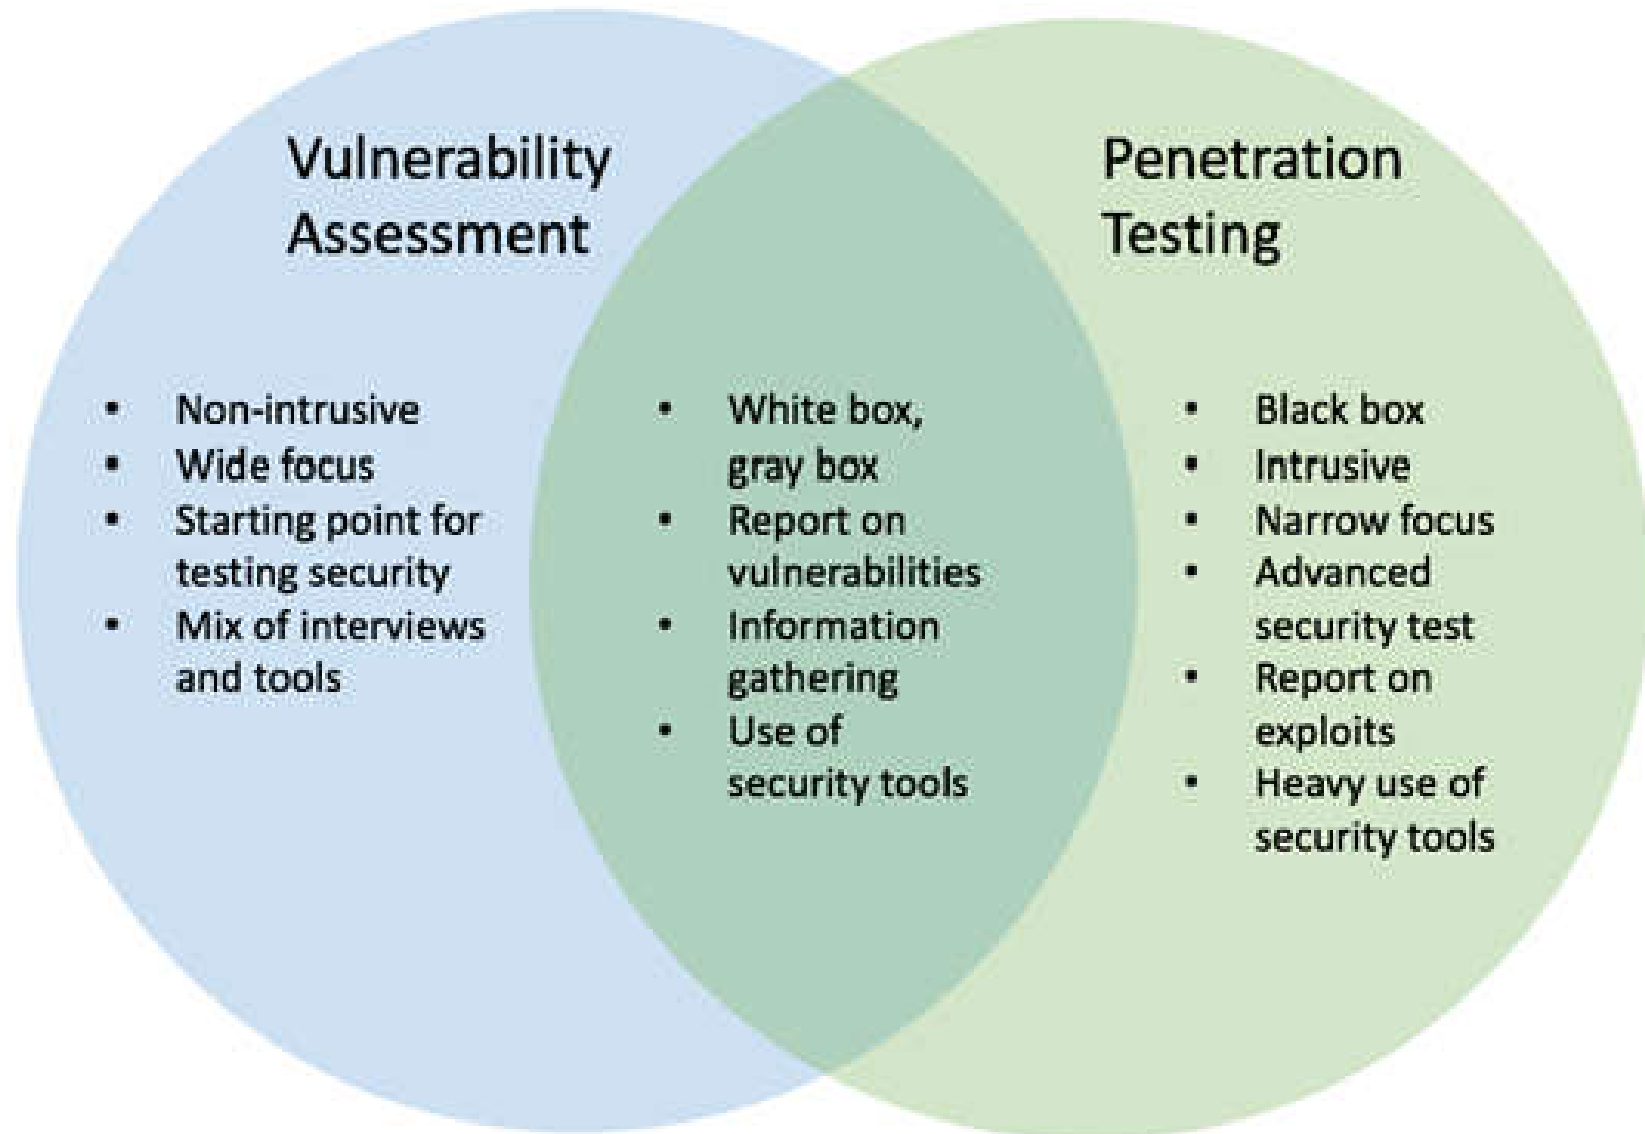 Vulnerability
Assessment
• Non-intrusive
• Wide focus
• Starting point for
testing security
• Mix of interviews
and tools
• White box,
gray box
• Report on
vulnerabilities
• Information
gathering
• Use of
security tools
Penetration
Testing
• Black box
• Intrusive
• Narrow focus
• Advanced
security test
• Report on
exploits
• Heavy use of
security tools